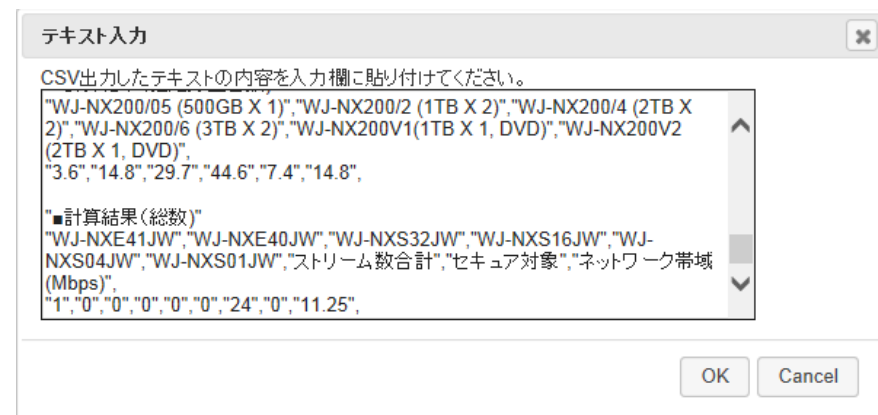 テキスト入力
CSV出力したテキストの内容を入力欄に貼り付けてください。
"WJ-NX200/05 (500GB X 1)","WJ-NX200/2 (1TB X 2)","WJ-NX200/4 (2TB X
2)","WJ-NX200/6 (3TB X 2)","WJ-NX200V1(1TB X 1, DVD)","WJ-NX200V2
(2TB X 1, DVD)",
"3.6","14.8","29.7","44.6","7.4","14.8",
"■計算結果(総数)"
"WJ-NXE41JW","WJ-NXE40JW","WJ-NXS32JW","WJ-NXS16JW","WJ-
NXS04JW","WJ-NXS01JW","ストリーム数合計","セキュア対象","ネットワーク帯域
(Mbps)",
"1","0","0","0","0","0","24","0","11.25",
OK Cancel